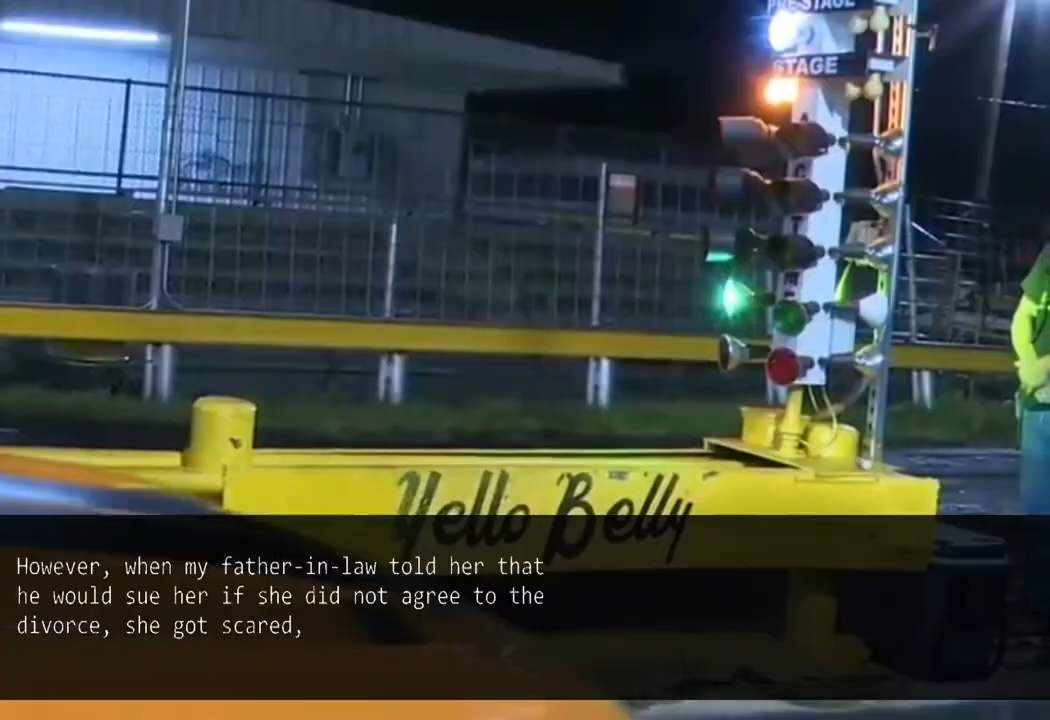 PRE-STAGE
STAGE
Yello Belly
However, when my father-in-law told her that
he would sue her if she did not agree to the
divorce, she got scared,